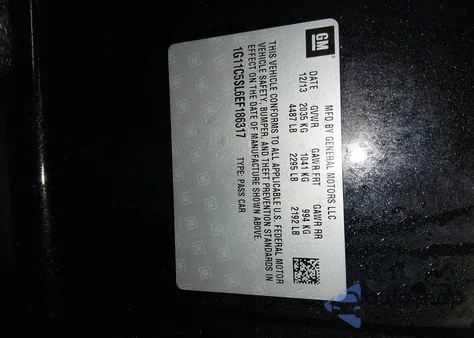 GM
MFD BY GENERAL MOTORS LLC
DATE GVWR GAWR FRT GAWR RR
12/13 2035 KG 1041 KG 994 KG
4487 LB 2295 LB 2192 LB
THIS VEHICLE CONFORMS TO ALL APPLICABLE U.S. FEDERAL MOTOR
VEHICLE SAFETY, BUMPER, AND THEFT PREVENTION STANDARDS IN
EFFECT ON THE DATE OF MANUFACTURE SHOWN ABOVE.
1G11C5SL6EF186317 TYPE: PASS CAR